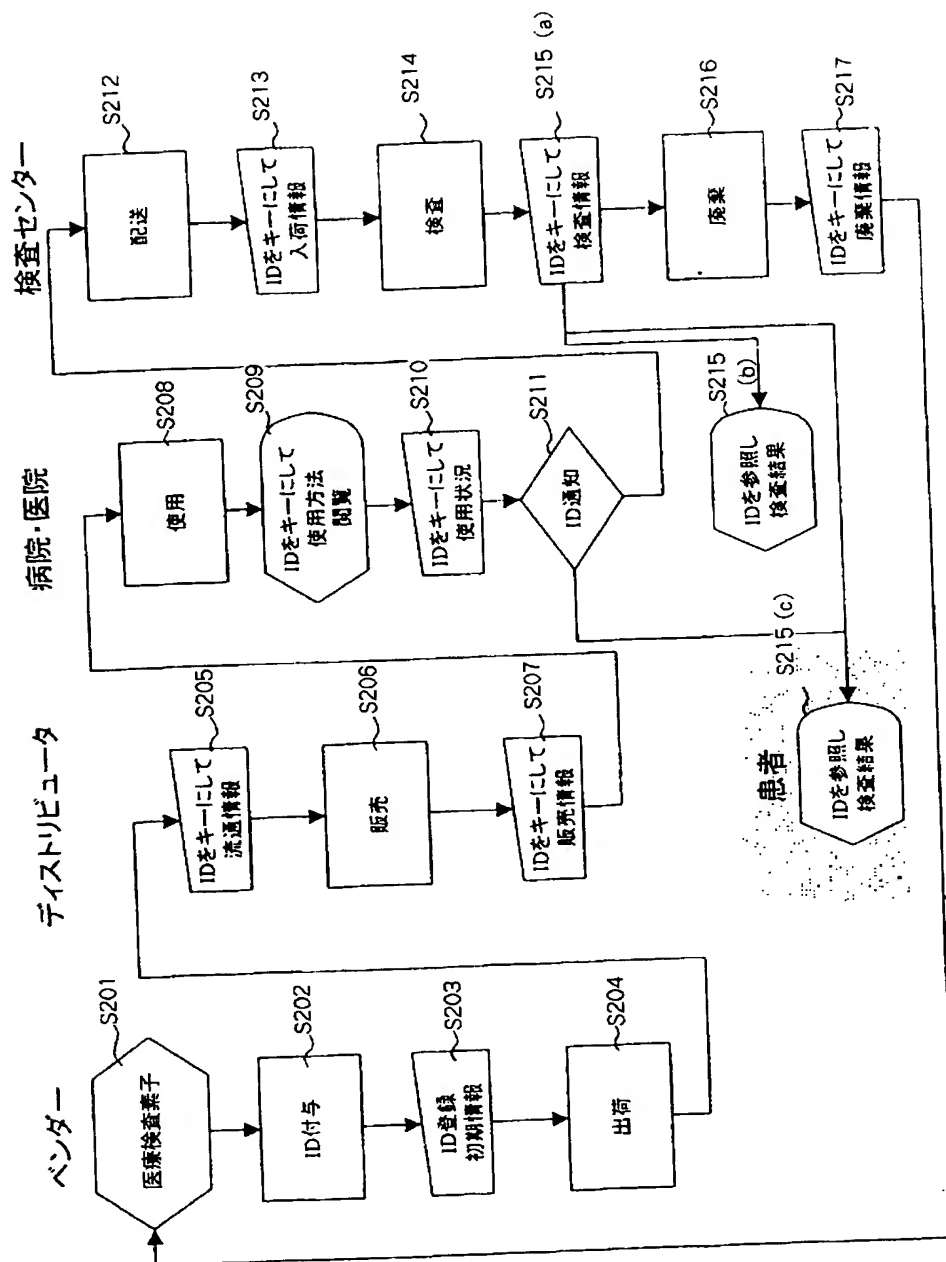 ベンダー
S201
医療検査素子
S202
ID付与
S203
ID登録
初期情報
S204
出荷
ディストリビュータ
S205
IDをキーにして
流通情報
S206
販売
S207
IDをキーにして
販売情報
病院・医院
S208
使用
S209
IDをキーにして
使用方法
閲覧
S210
IDをキーにして
使用状況
S211
ID通知
S215
(b)
IDを参照し
検査結果
患者
S215 (c)
IDを参照し
検査結果
検査センター
S212
配送
S213
IDをキーにして
入荷情報
S214
検査
S215 (a)
IDをキーにして
検査情報
S216
廃棄
S217
IDをキーにして
廃棄情報